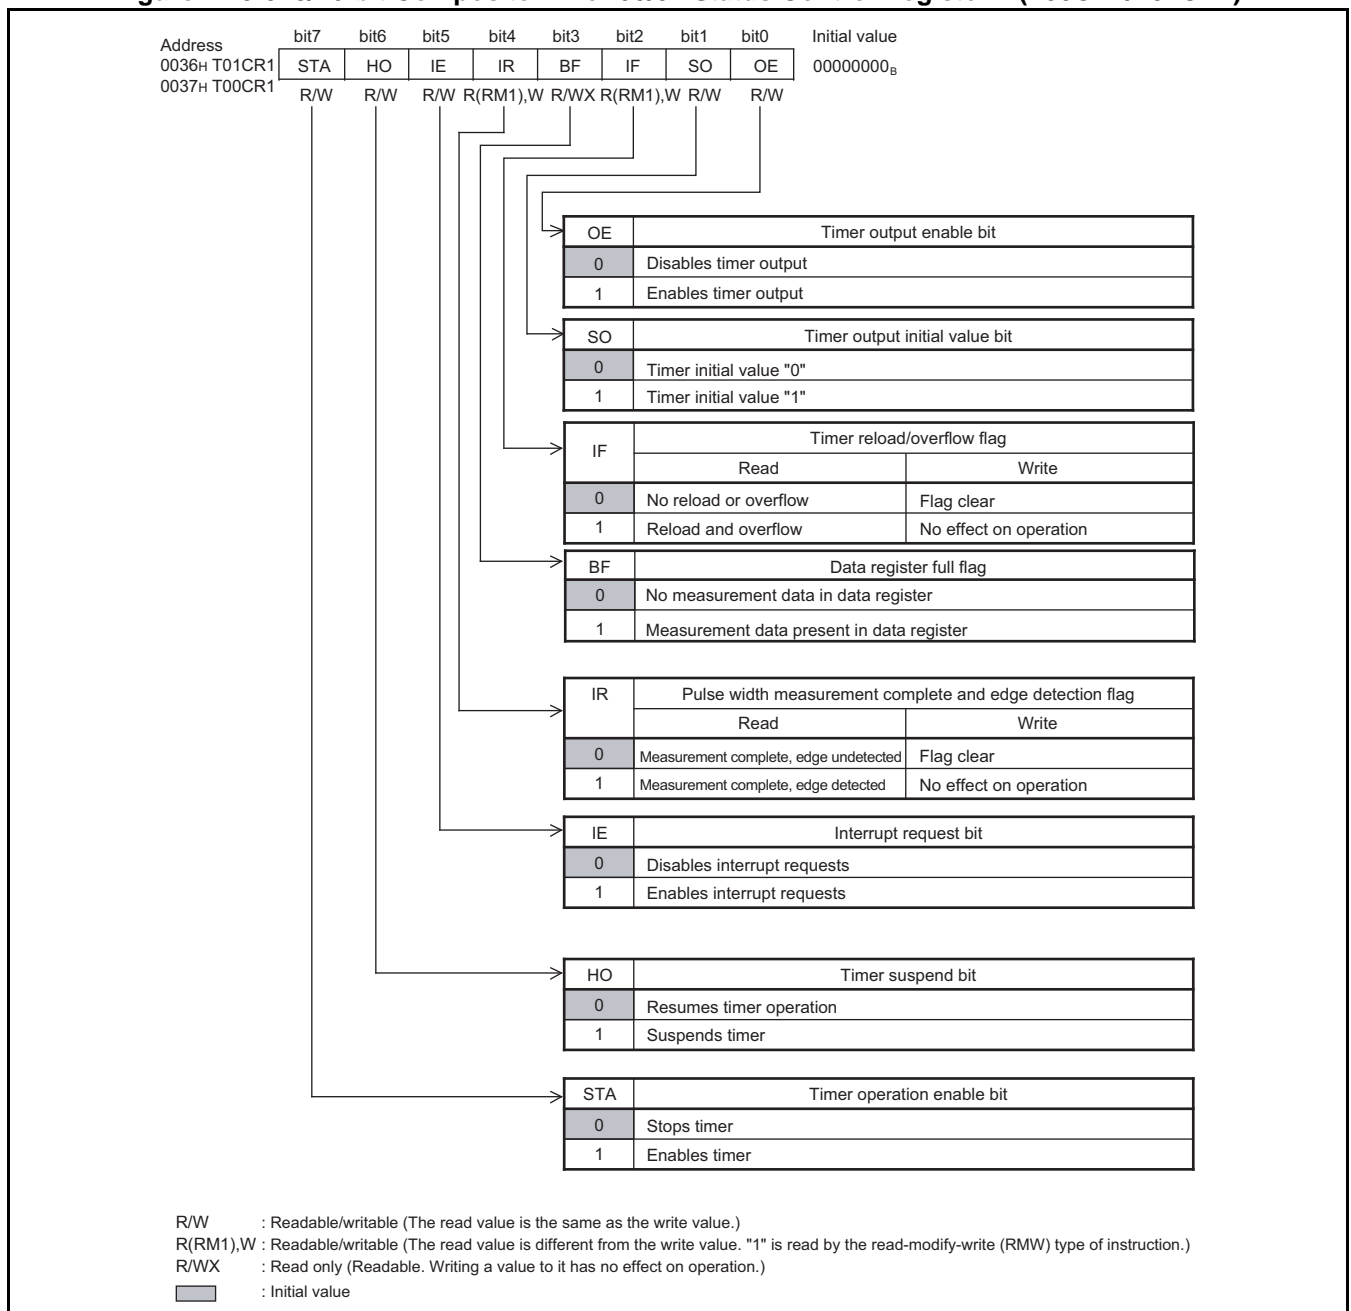 Address bit7 bit6 bit5 bit4 bit3 bit2 bit1 bit0 Initial value
0036H T01CR1 STA HO IE IR BF IF SO OE 00000000B
0037H T00CR1 R/W R/W R/W R(RM1),W R/WX R(RM1),W R/W R/W
OE Timer output enable bit
0 Disables timer output
1 Enables timer output
SO Timer output initial value bit
0 Timer initial value "0"
1 Timer initial value "1"
IF Timer reload/overflow flag
Read Write
0 No reload or overflow Flag clear
1 Reload and overflow No effect on operation
BF Data register full flag
0 No measurement data in data register
1 Measurement data present in data register
IR Pulse width measurement complete and edge detection flag
Read Write
0 Measurement complete, edge undetected Flag clear
1 Measurement complete, edge detected No effect on operation
IE Interrupt request bit
0 Disables interrupt requests
1 Enables interrupt requests
HO Timer suspend bit
0 Resumes timer operation
1 Suspends timer
STA Timer operation enable bit
0 Stops timer
1 Enables timer
R/W : Readable/writable (The read value is the same as the write value.)
R(RM1),W : Readable/writable (The read value is different from the write value. "1" is read by the read-modify-write (RMW) type of instruction.)
R/WX : Read only (Readable. Writing a value to it has no effect on operation.)
: Initial value